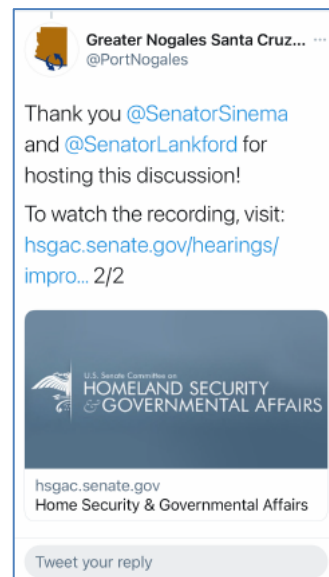 Greater Nogales Santa Cruz... ...
@PortNogales
Thank you @SenatorSinema
and @SenatorLankford for
hosting this discussion!
To watch the recording, visit:
hsgac.senate.gov/hearings/
impro... 2/2
U.S. Senate Committee on
HOMELAND SECURITY
& GOVERNMENTAL AFFAIRS
hsgac.senate.gov
Home Security & Governmental Affairs
Tweet your reply